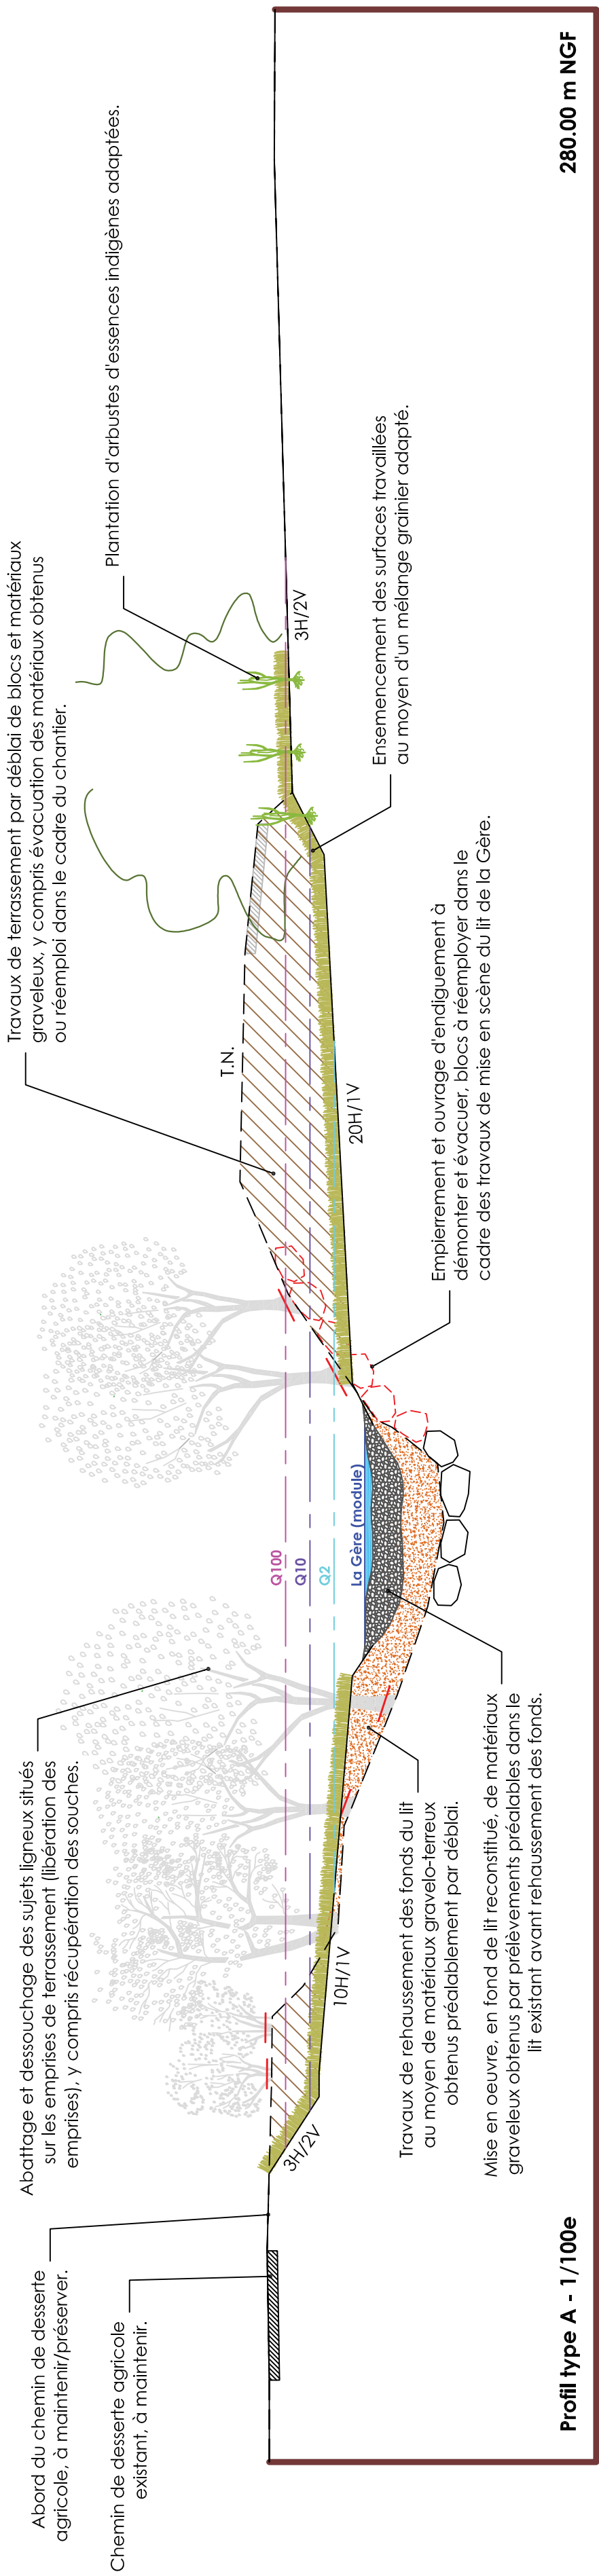 Abord du chemin de desserte
agricole, à maintenir/préserver.
Chemin de desserte agricole
existant, à maintenir.
Abattage et dessouchage des sujets ligneux situés
sur les emprises de terrassement (libération des
emprises), y compris récupération des souches.
Travaux de terrassement par déblai de blocs et matériaux
graveleux, y compris évacuation des matériaux obtenus
ou réemploi dans le cadre du chantier.
Plantation d'arbustes d'essences indigènes adaptées.
T.N.
Q100
Q10
Q2
La Gère (module)
3H/2V
10H/1V
20H/1V
3H/2V
Travaux de rehaussement des fonds du lit
au moyen de matériaux gravelo-terreux
obtenus préalablement par déblai.
Mise en oeuvre, en fond de lit reconstitué, de matériaux
graveleux obtenus par prélèvements préalables dans le
lit existant avant rehaussement des fonds.
Empierrement et ouvrage d'endiguement à
démonter et évacuer, blocs à réemployer dans le
cadre des travaux de mise en scène du lit de la Gère.
Ensemencement des surfaces travaillées
au moyen d'un mélange grainier adapté.
Profil type A - 1/100e
280.00 m NGF